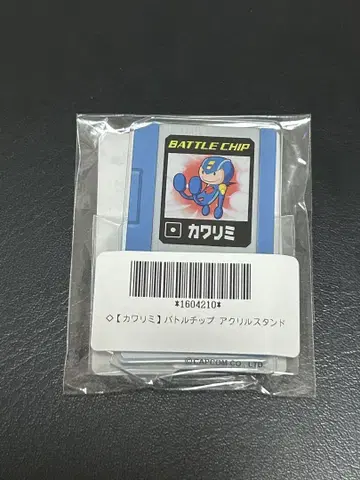 BATTLE CHIP
カワリミ
*1604210*
◇【カワリミ】バトルチップ アクリルスタンド
©CAPCOM CO., LTD.